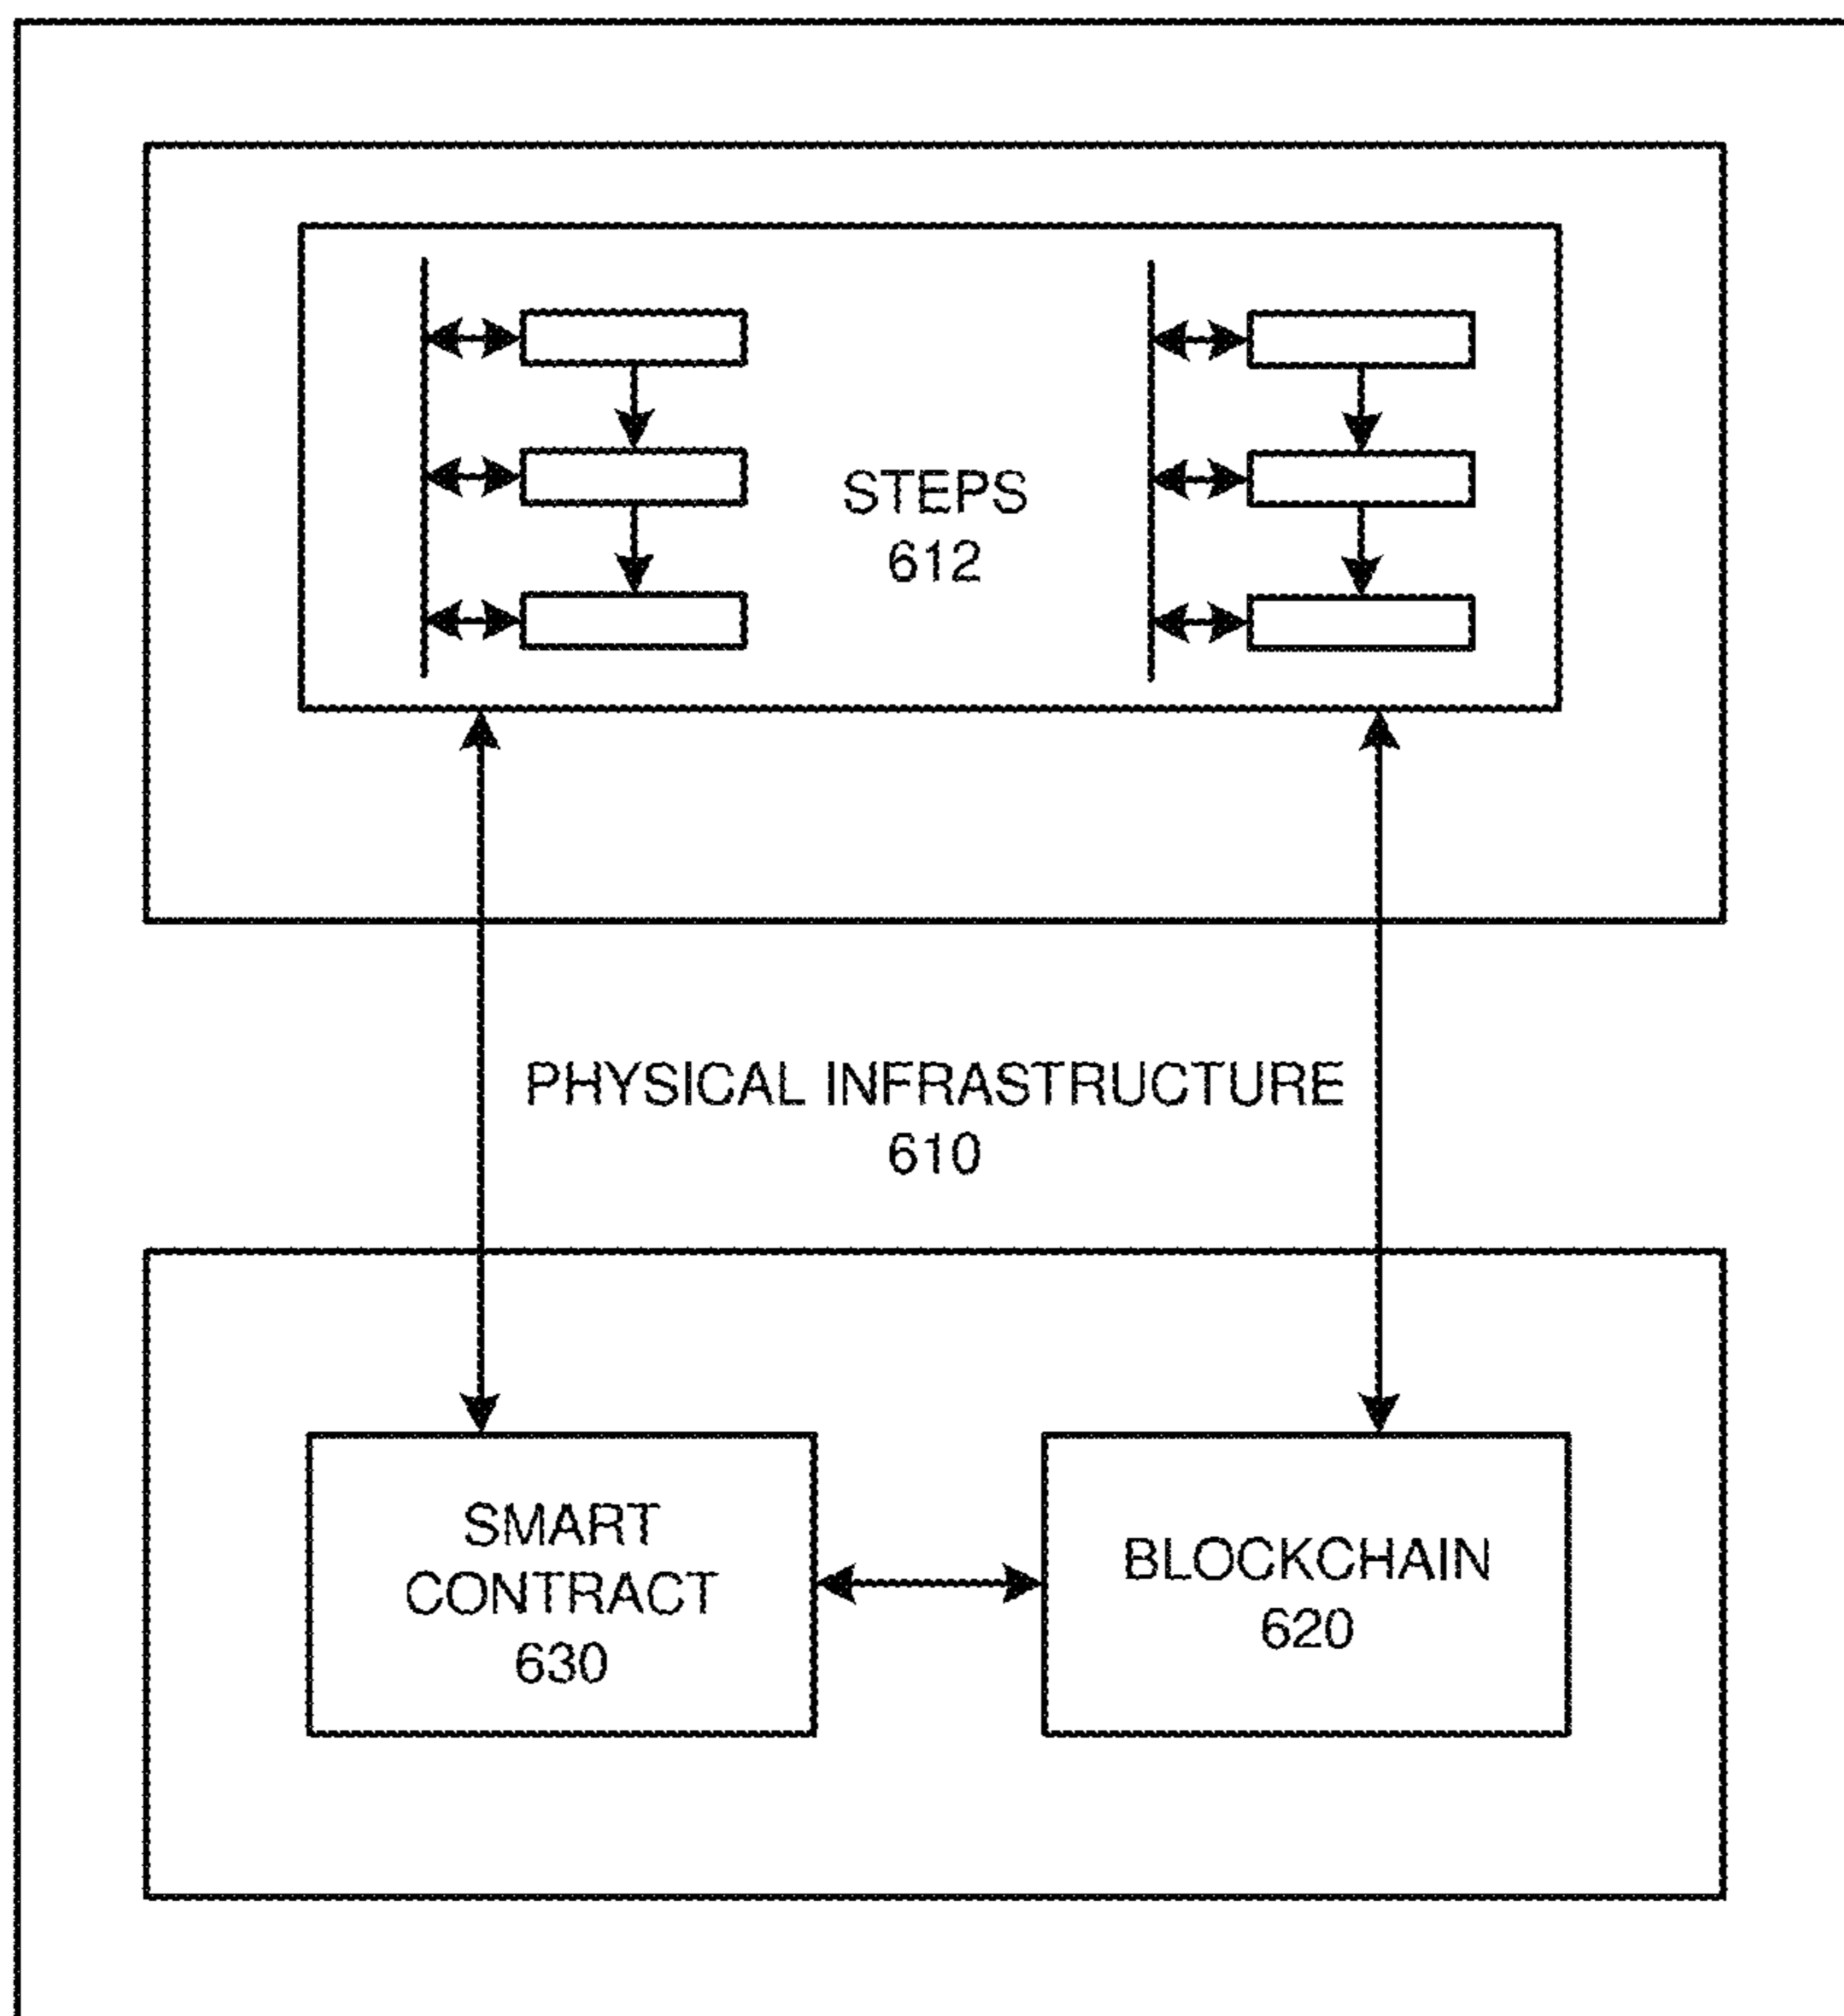 STEPS
612
PHYSICAL INFRASTRUCTURE
610
SMART
CONTRACT
630
BLOCKCHAIN
620